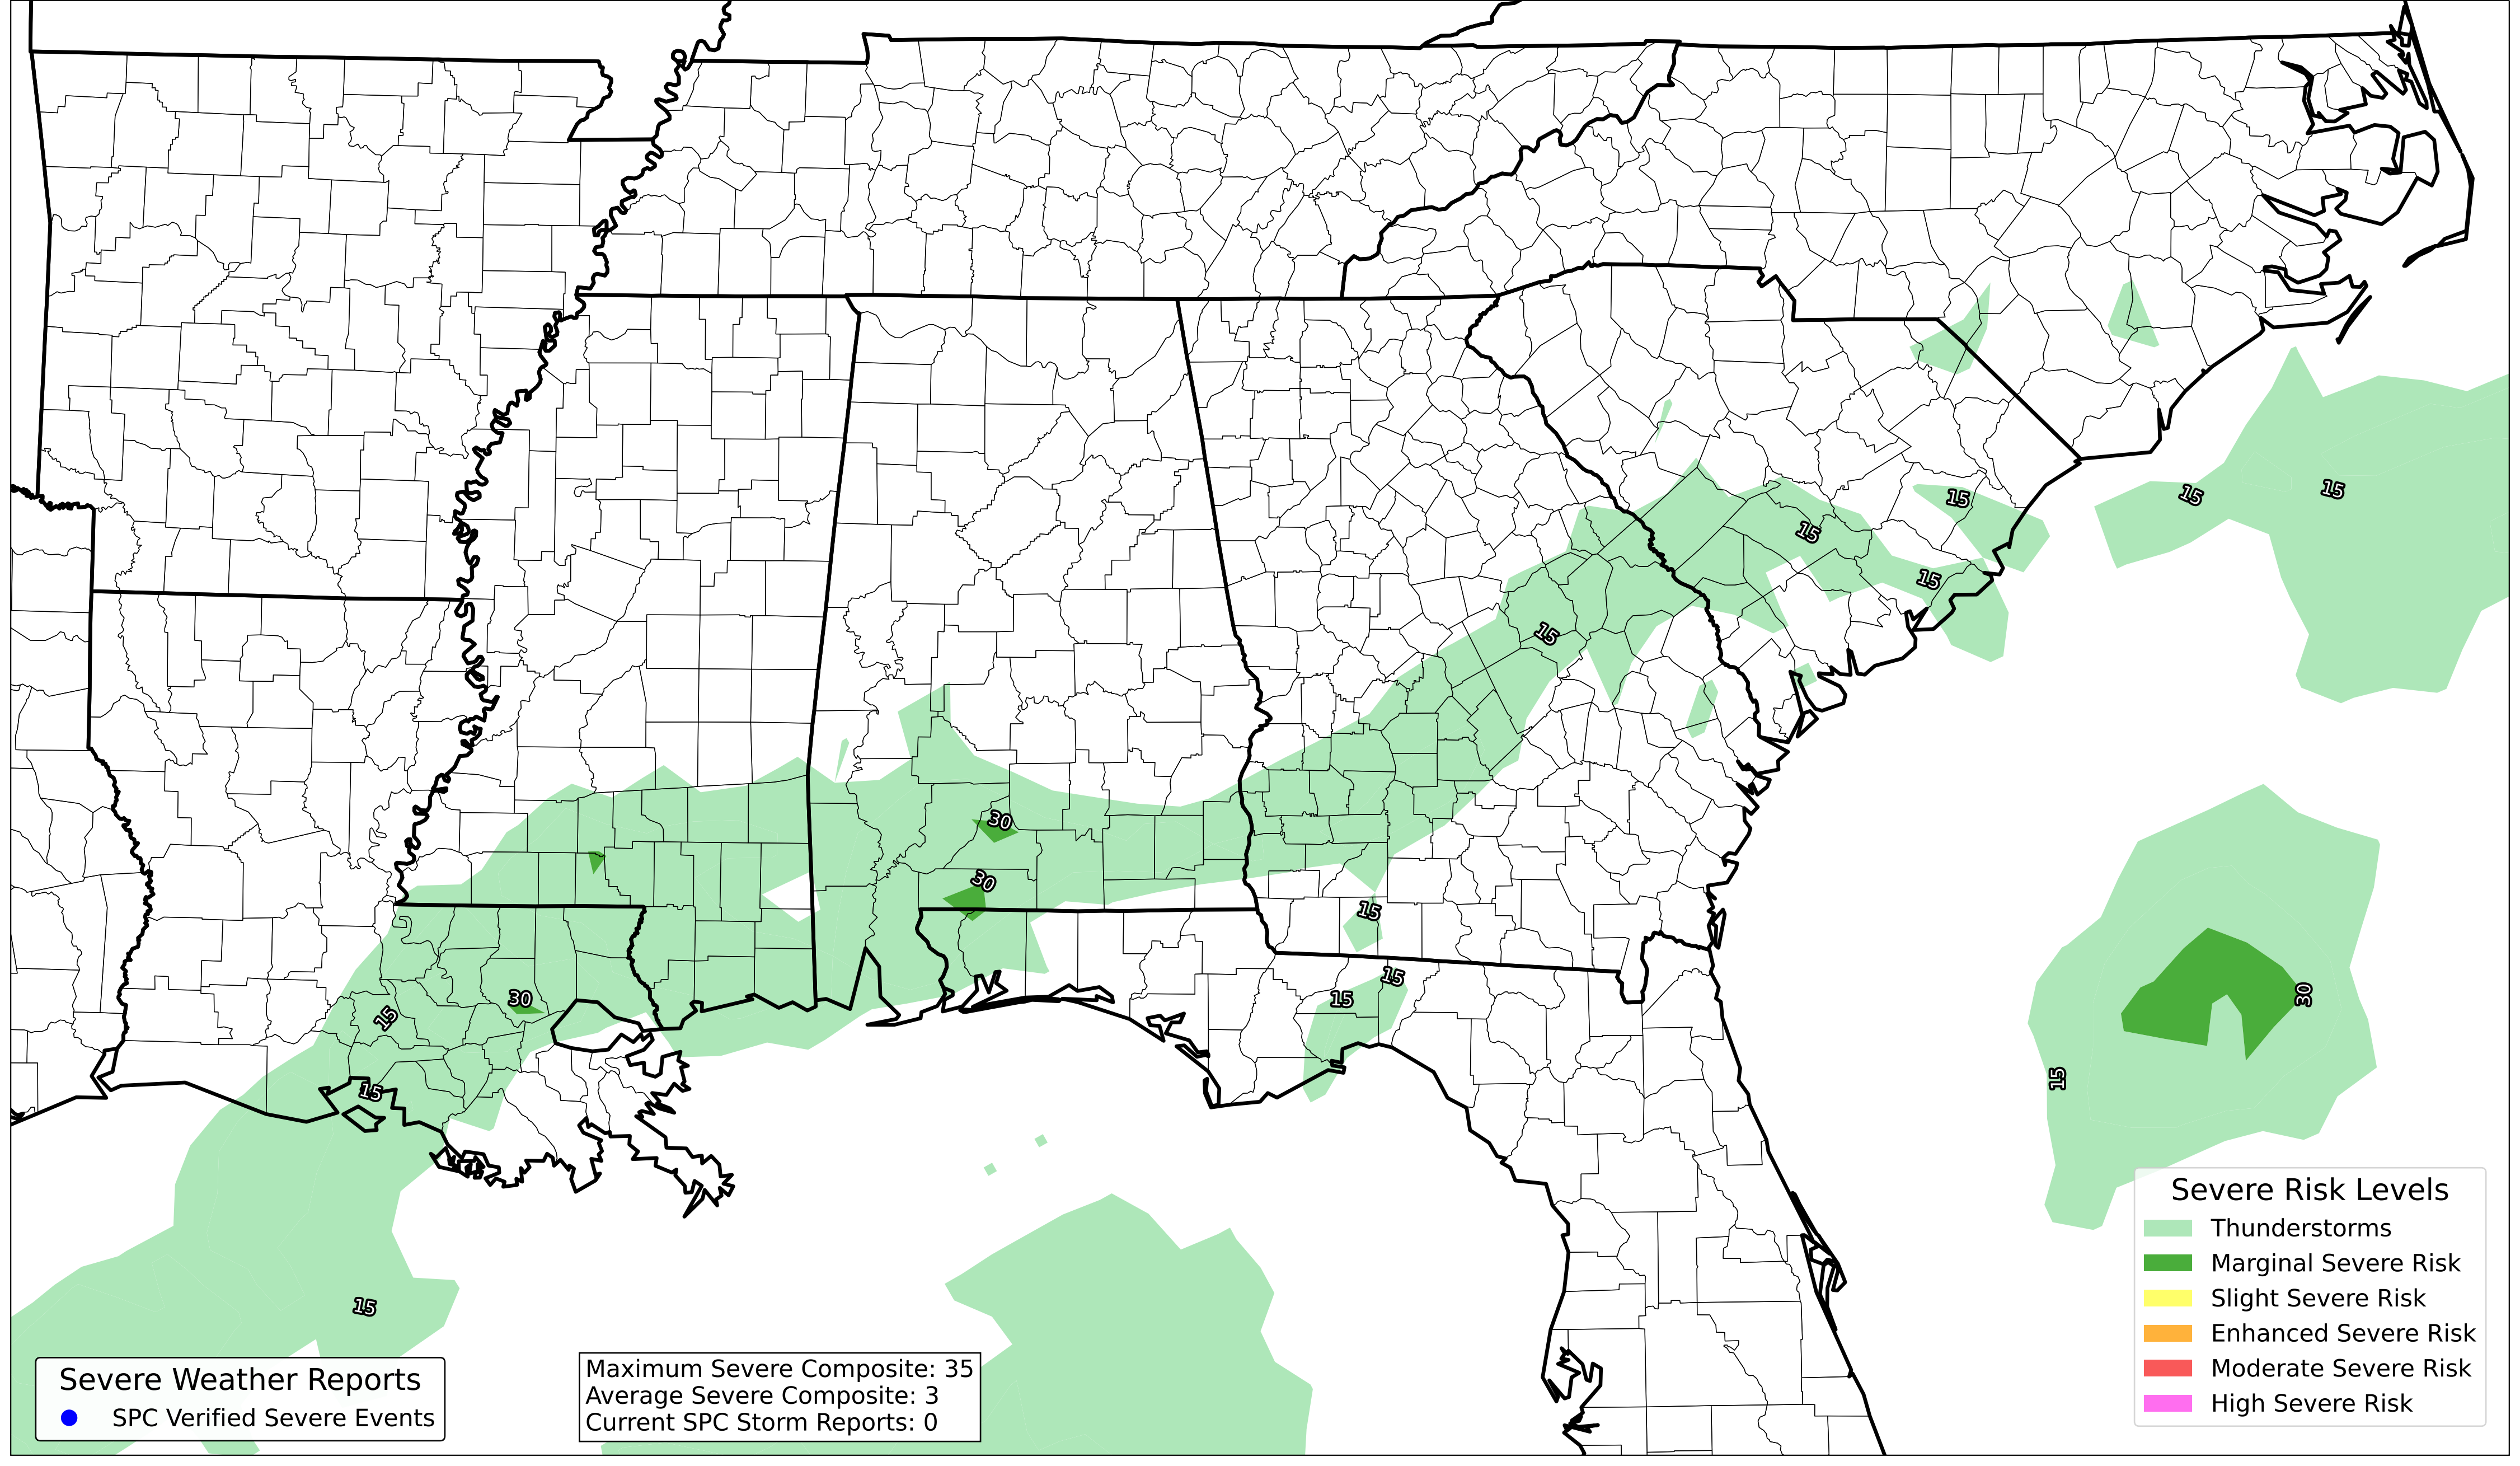 15
15
15
15
15
15
30
30
15
15
15
30
30
15
15
15
15
Severe Risk Levels
Thunderstorms
Marginal Severe Risk
Slight Severe Risk
Enhanced Severe Risk
Moderate Severe Risk
High Severe Risk
Severe Weather Reports
SPC Verified Severe Events
Maximum Severe Composite: 35
Average Severe Composite: 3
Current SPC Storm Reports: 0